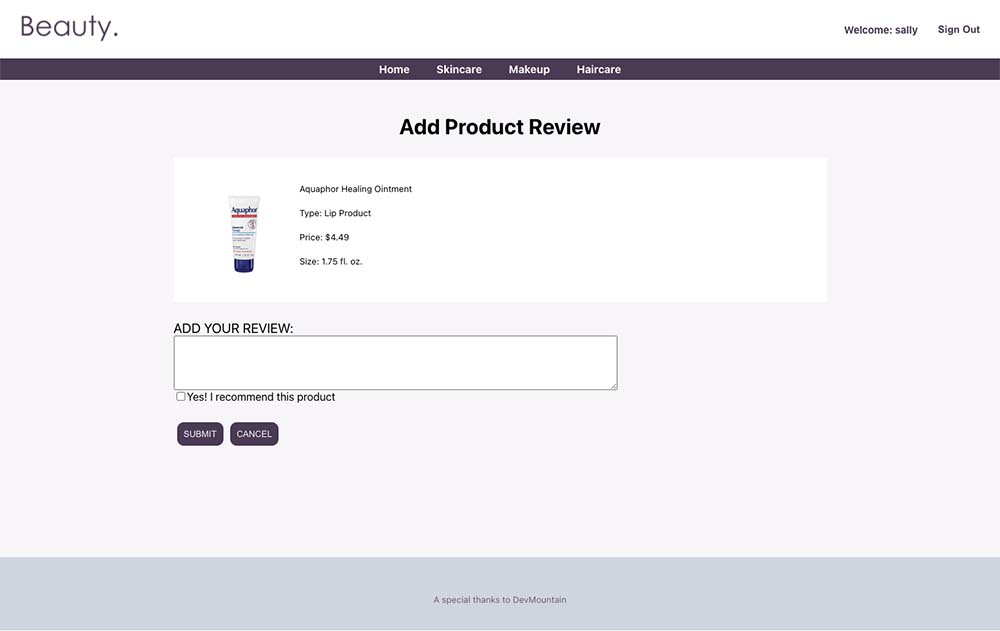 Beauty.
Welcome: sally Sign Out
Home Skincare Makeup Haircare
Add Product Review
Aquaphor Healing Ointment
Aquaphor
Type: Lip Product
Price: $4.49
Size: 1.75 fl. oz.
ADD YOUR REVIEW:
Yes! I recommend this product
SUBMIT CANCEL
A special thanks to DevMountain